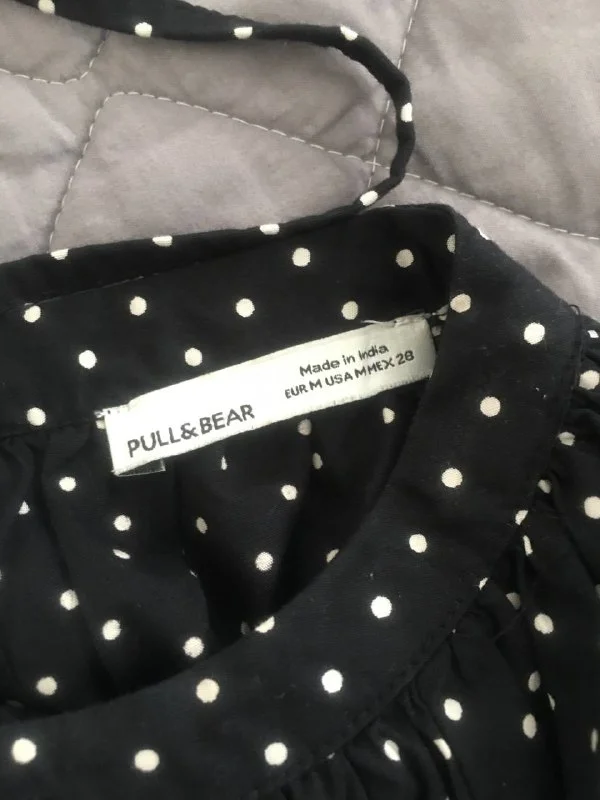 Made in India
EUR M USA M MEX 28
PULL&BEAR